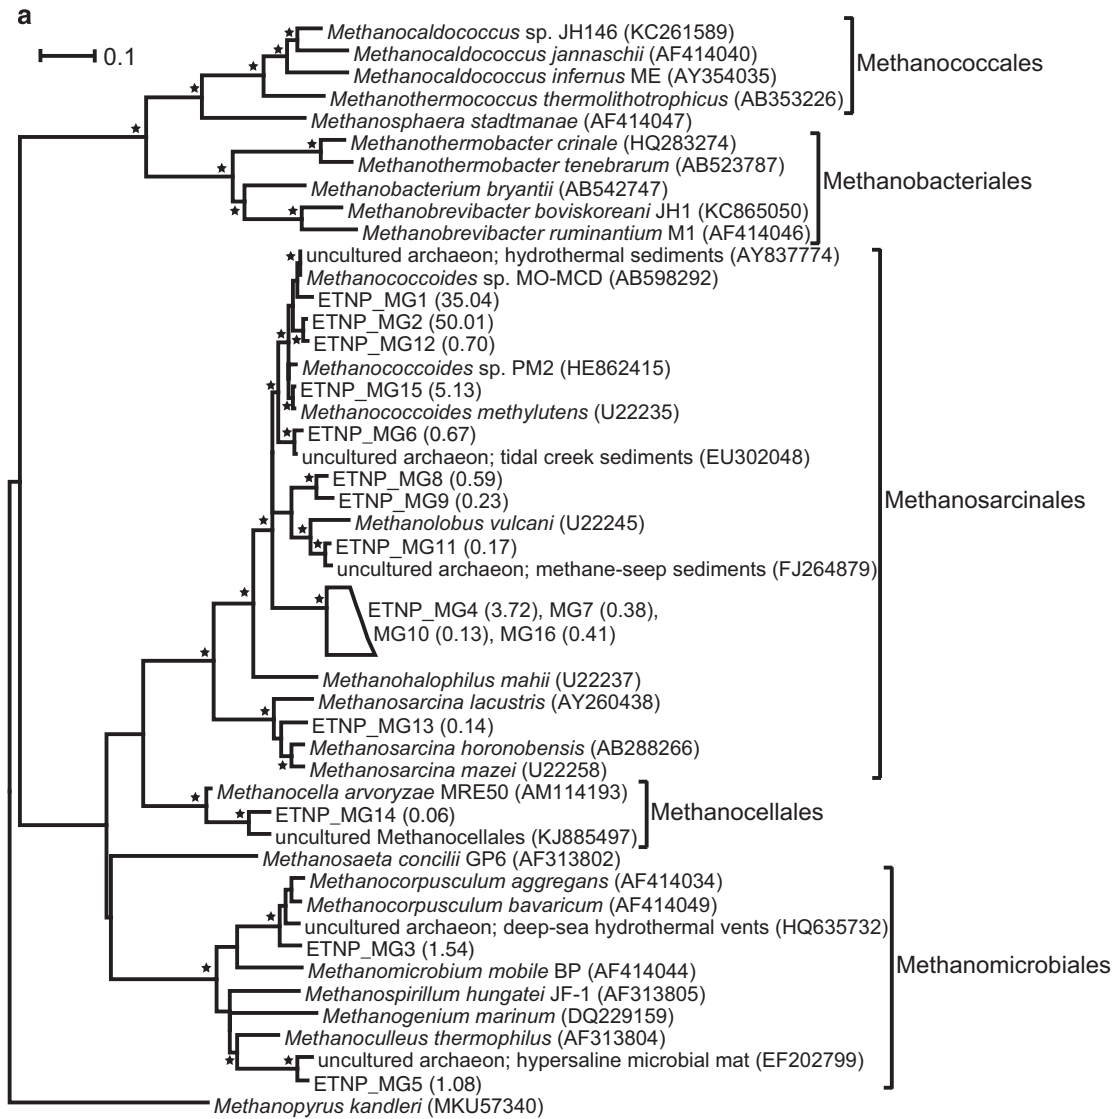 a
0.1
Methanocaldococcus sp. JH146 (KC261589)
Methanocaldococcus jannaschii (AF414040)
Methanocaldococcus infernus ME (AY354035)
Methanothermococcus thermolithotrophicus (AB353226)
Methanococcales
Methanosphaera stadtmanae (AF414047)
Methanothermobacter crinale (HQ283274)
Methanothermobacter tenebrarum (AB523787)
Methanobacterium bryantii (AB542747)
Methanobrevibacter boviskoreani JH1 (KC865050)
Methanobrevibacter ruminantium M1 (AF414046)
Methanobacteriales
uncultured archaeon; hydrothermal sediments (AY837774)
Methanococcoides sp. MO-MCD (AB598292)
ETNP_MG1 (35.04)
ETNP_MG2 (50.01)
ETNP_MG12 (0.70)
Methanococcoides sp. PM2 (HE862415)
ETNP_MG15 (5.13)
Methanococcoides methylutens (U22235)
ETNP_MG6 (0.67)
uncultured archaeon; tidal creek sediments (EU302048)
ETNP_MG8 (0.59)
ETNP_MG9 (0.23)
Methanolobus vulcani (U22245)
ETNP_MG11 (0.17)
uncultured archaeon; methane-seep sediments (FJ264879)
ETNP_MG4 (3.72), MG7 (0.38),
MG10 (0.13), MG16 (0.41)
Methanohalophilus mahii (U22237)
Methanosarcina lacustris (AY260438)
ETNP_MG13 (0.14)
Methanosarcina horonobensis (AB288266)
Methanosarcina mazei (U22258)
Methanosarcinales
Methanocella arvoryzae MRE50 (AM114193)
ETNP_MG14 (0.06)
uncultured Methanocellales (KJ885497)
Methanocellales
Methanosaeta concilii GP6 (AF313802)
Methanocorpusculum aggregans (AF414034)
Methanocorpusculum bavaricum (AF414049)
uncultured archaeon; deep-sea hydrothermal vents (HQ635732)
ETNP_MG3 (1.54)
Methanomicrobium mobile BP (AF414044)
Methanospirillum hungatei JF-1 (AF313805)
Methanogenium marinum (DQ229159)
Methanoculleus thermophilus (AF313804)
uncultured archaeon; hypersaline microbial mat (EF202799)
ETNP_MG5 (1.08)
Methanomicrobiales
Methanopyrus kandleri (MKU57340)